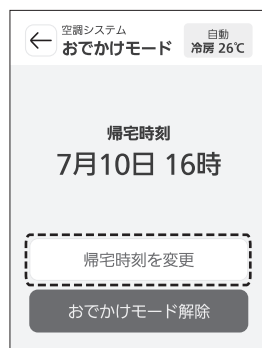 空調システム
おでかけモード
自動
冷房 26℃
帰宅時刻
7月10日 16時
帰宅時刻を変更
おでかけモード解除